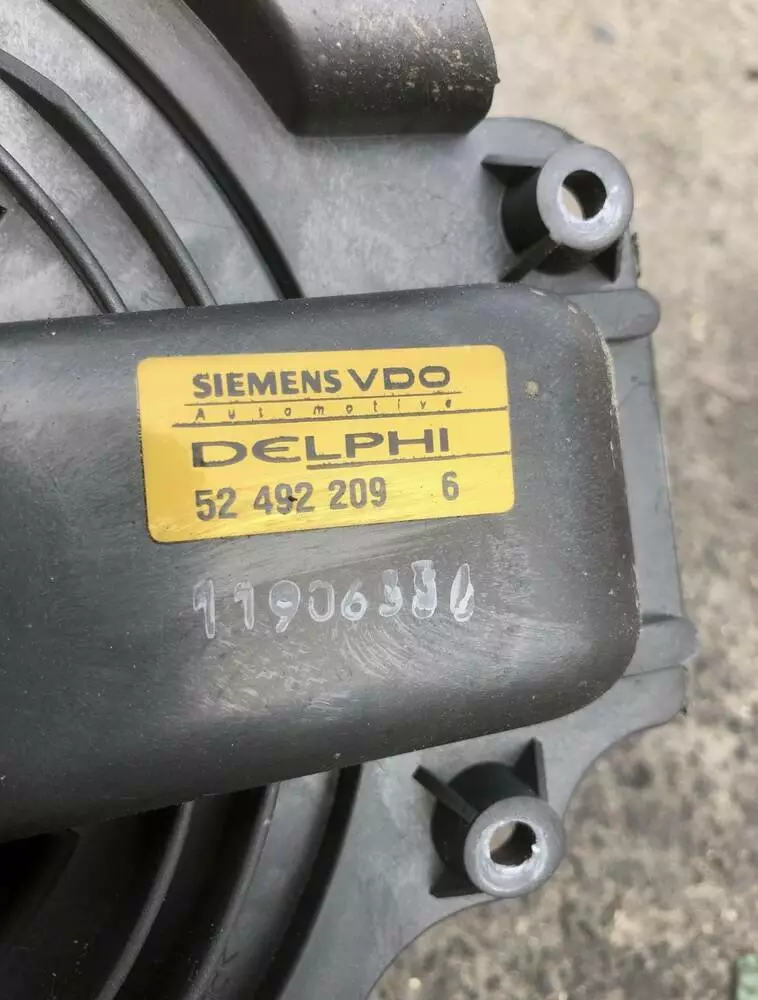 SIEMENS VDO
Automotive
DELPHI
52 492 209 6